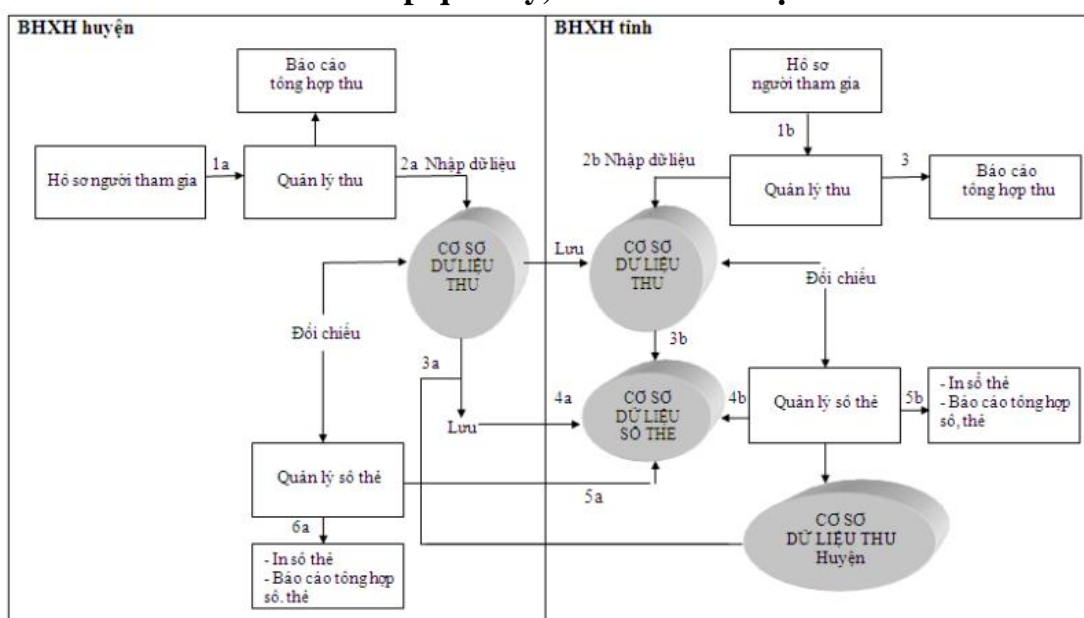 BHXH huyện
Báo cáo
tổng hợp thu
Hồ sơ người tham gia
1a
Quản lý thu
2a Nhập dữ liệu
CƠ SỞ
DỮ LIỆU
THU
Đối chiếu
3a
Lưu
Quản lý sổ thẻ
6a
- In sổ thẻ
- Báo cáo tổng hợp
sổ. thẻ
BHXH tỉnh
Hồ sơ
người tham gia
1b
2b Nhập dữ liệu
Quản lý thu
3
Báo cáo
tổng hợp thu
Lưu
CƠ SỞ
DỮ LIỆU
THU
Đối chiếu
3b
4a
CƠ SỞ
DỮ LIỆU
SỔ THẺ
4b
Quản lý sổ thẻ
5b
- In sổ thẻ
- Báo cáo tổng hợp
sổ, thẻ
5a
CƠ SỞ
DỮ LIỆU THU
Huyện